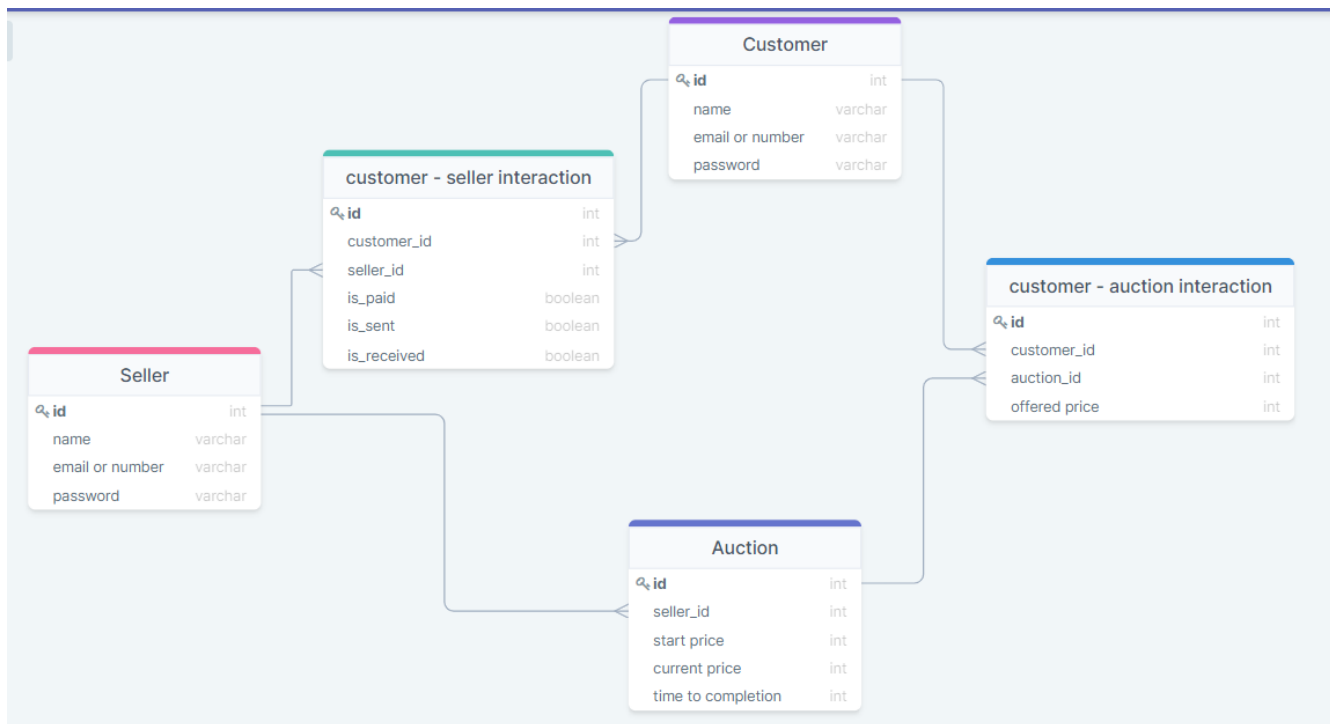 Customer
id int
name varchar
email or number varchar
password varchar
customer - seller interaction
id int
customer_id int
seller_id int
is_paid boolean
is_sent boolean
is_received boolean
customer - auction interaction
id int
customer_id int
auction_id int
offered price int
Seller
id int
name varchar
email or number varchar
password varchar
Auction
id int
seller_id int
start price int
current price int
time to completion int